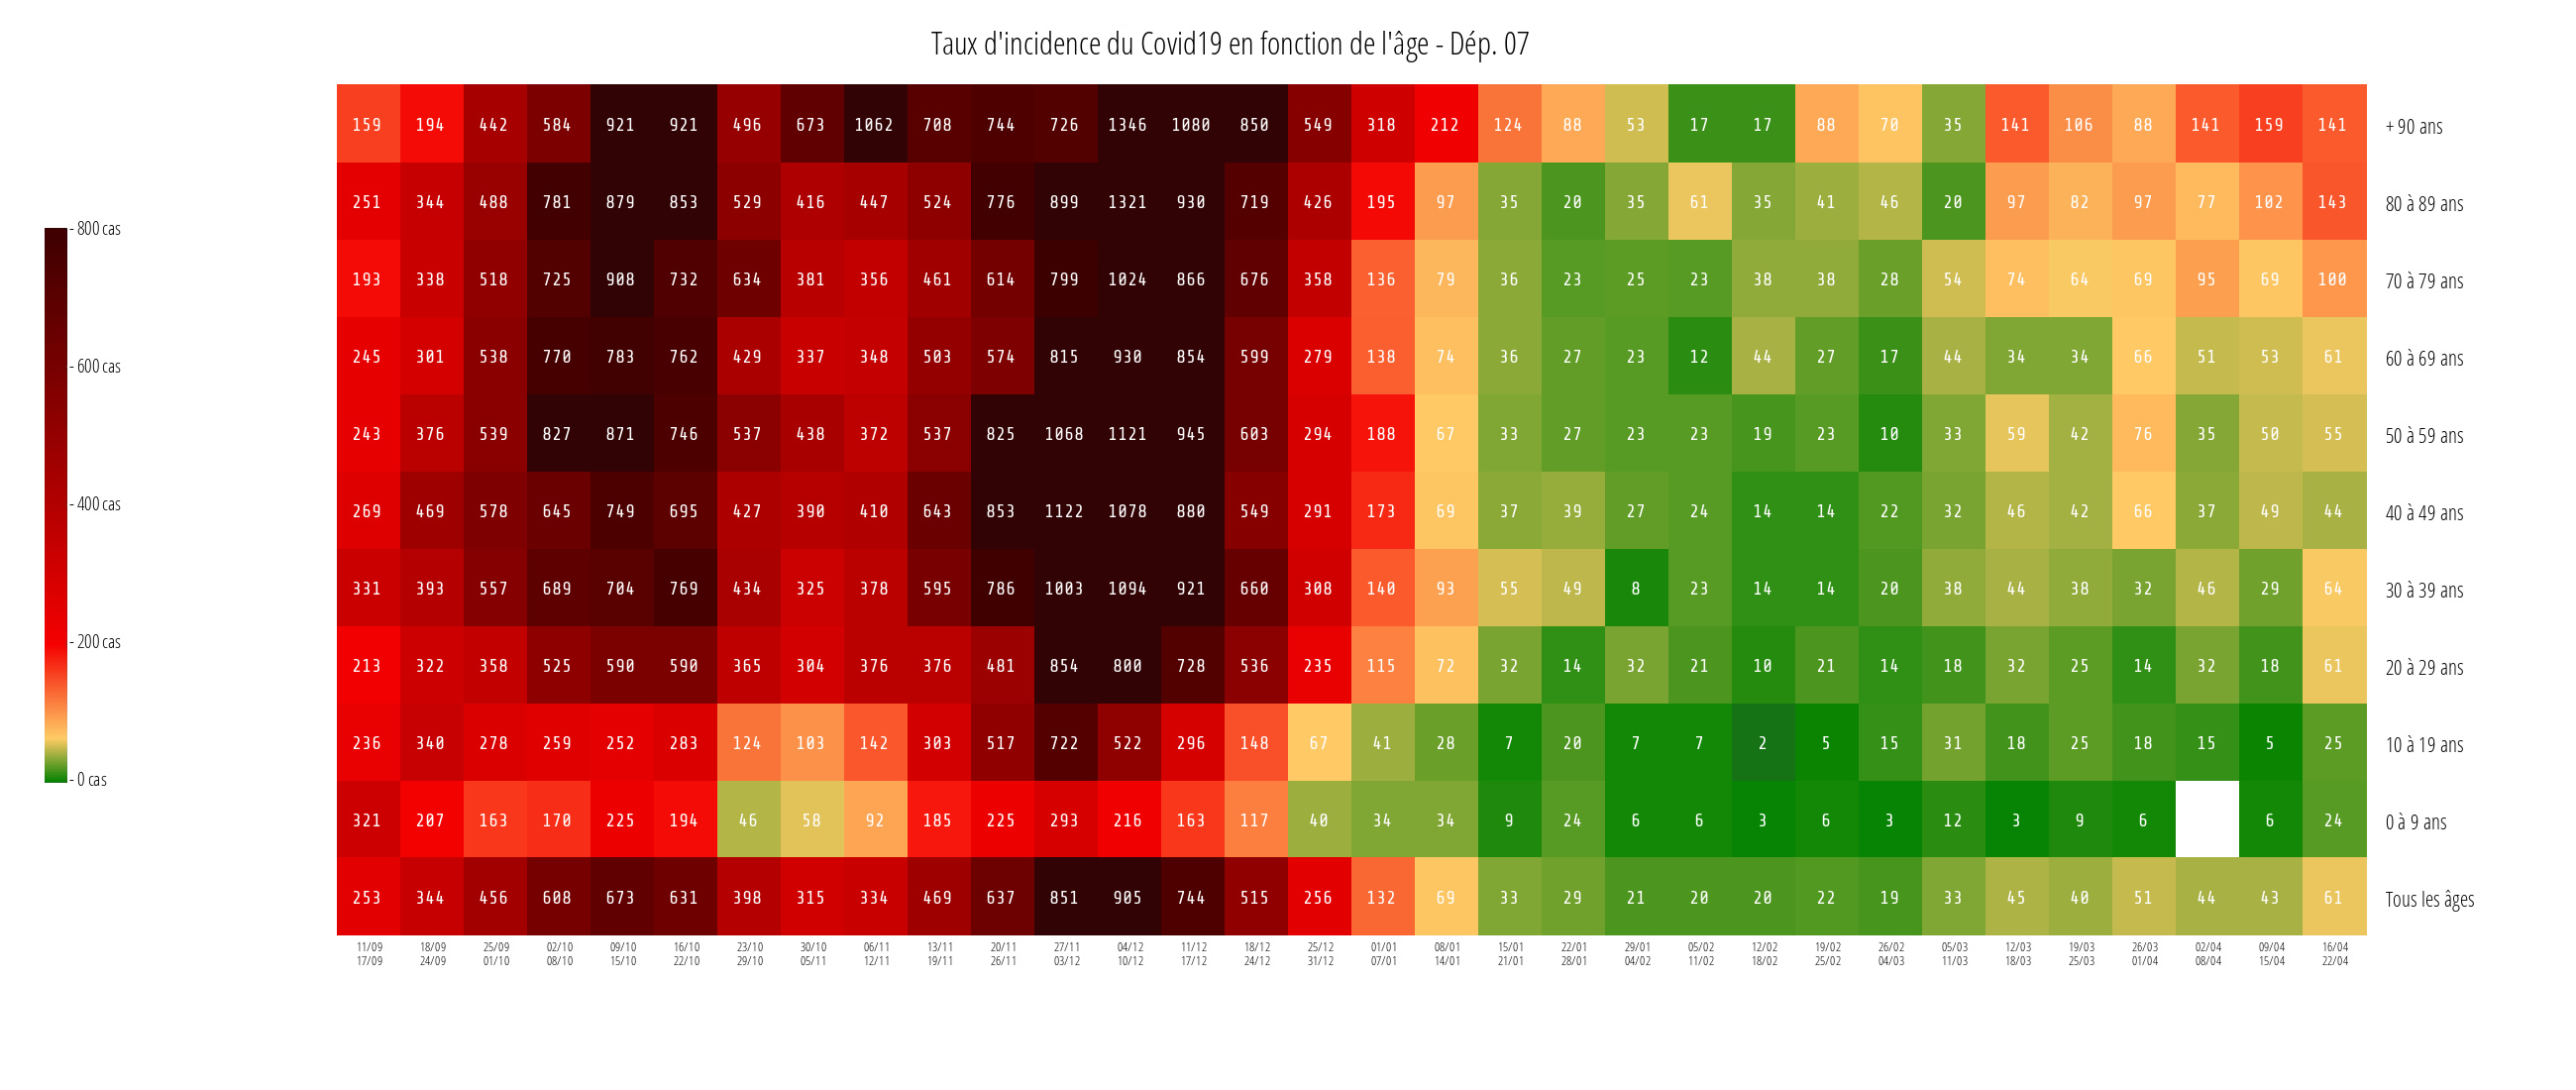 Taux d'incidence du Covid19 en fonction de l'âge - Dép. 07
- 800 cas
- 600 cas
- 400 cas
- 200 cas
- 0 cas
159 194 442 584 921 921 496 673 1062 708 744 726 1346 1080 850 549 318 212 124 88 53 17 17 88 70 35 141 106 88 141 159 141 + 90 ans
251 344 488 781 879 853 529 416 447 524 776 899 1321 930 719 426 195 97 35 20 35 61 35 41 46 20 97 82 97 77 102 143 80 à 89 ans
193 338 518 725 908 732 634 381 356 461 614 799 1024 866 676 358 136 79 36 23 25 23 38 38 28 54 74 64 69 95 69 100 70 à 79 ans
245 301 538 770 783 762 429 337 348 503 574 815 930 854 599 279 138 74 36 27 23 12 44 27 17 44 34 34 66 51 53 61 60 à 69 ans
243 376 539 827 871 746 537 438 372 537 825 1068 1121 945 603 294 188 67 33 27 23 23 19 23 10 33 59 42 76 35 50 55 50 à 59 ans
269 469 578 645 749 695 427 390 410 643 853 1122 1078 880 549 291 173 69 37 39 27 24 14 14 22 32 46 42 66 37 49 44 40 à 49 ans
331 393 557 689 704 769 434 325 378 595 786 1003 1094 921 660 308 140 93 55 49 8 23 14 14 20 38 44 38 32 46 29 64 30 à 39 ans
213 322 358 525 590 590 365 304 376 376 481 854 800 728 536 235 115 72 32 14 32 21 10 21 14 18 32 25 14 32 18 61 20 à 29 ans
236 340 278 259 252 283 124 103 142 303 517 722 522 296 148 67 41 28 7 20 7 7 2 5 15 31 18 25 18 15 5 25 10 à 19 ans
321 207 163 170 225 194 46 58 92 185 225 293 216 163 117 40 34 34 9 24 6 6 3 6 3 12 3 9 6 6 24 0 à 9 ans
253 344 456 608 673 631 398 315 334 469 637 851 905 744 515 256 132 69 33 29 21 20 20 22 19 33 45 40 51 44 43 61 Tous les âges
11/09 18/09 25/09 02/10 09/10 16/10 23/10 30/10 06/11 13/11 20/11 27/11 04/12 11/12 18/12 25/12 01/01 08/01 15/01 22/01 29/01 05/02 12/02 19/02 26/02 05/03 12/03 19/03 26/03 02/04 09/04 16/04
17/09 24/09 01/10 08/10 15/10 22/10 29/10 05/11 12/11 19/11 26/11 03/12 10/12 17/12 24/12 31/12 07/01 14/01 21/01 28/01 04/02 11/02 18/02 25/02 04/03 11/03 18/03 25/03 01/04 08/04 15/04 22/04